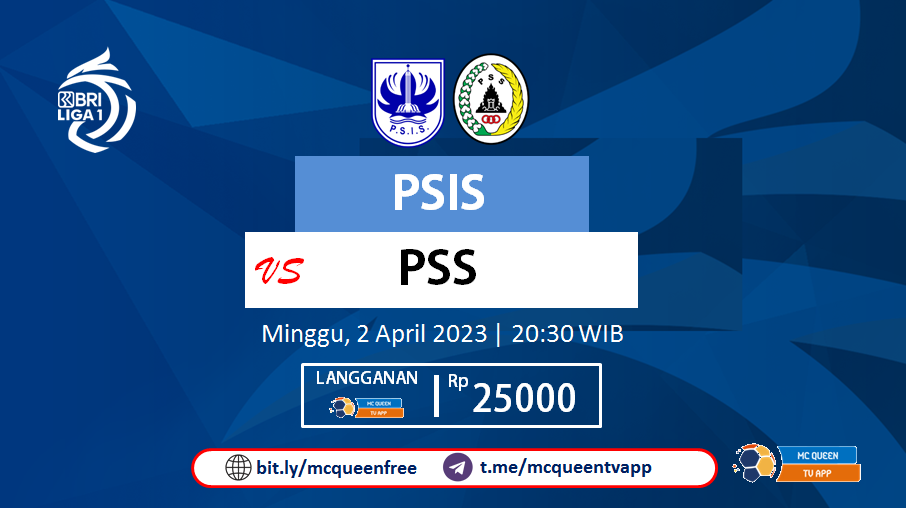 BRI
LIGA 1
P.S.I.S.
PSS
PSIS
VS PSS
Minggu, 2 April 2023 | 20:30 WIB
LANGGANAN
MC QUEEN
TV APP
Rp 25000
bit.ly/mcqueenfree
t.me/mcqueentvapp
MC QUEEN
TV APP